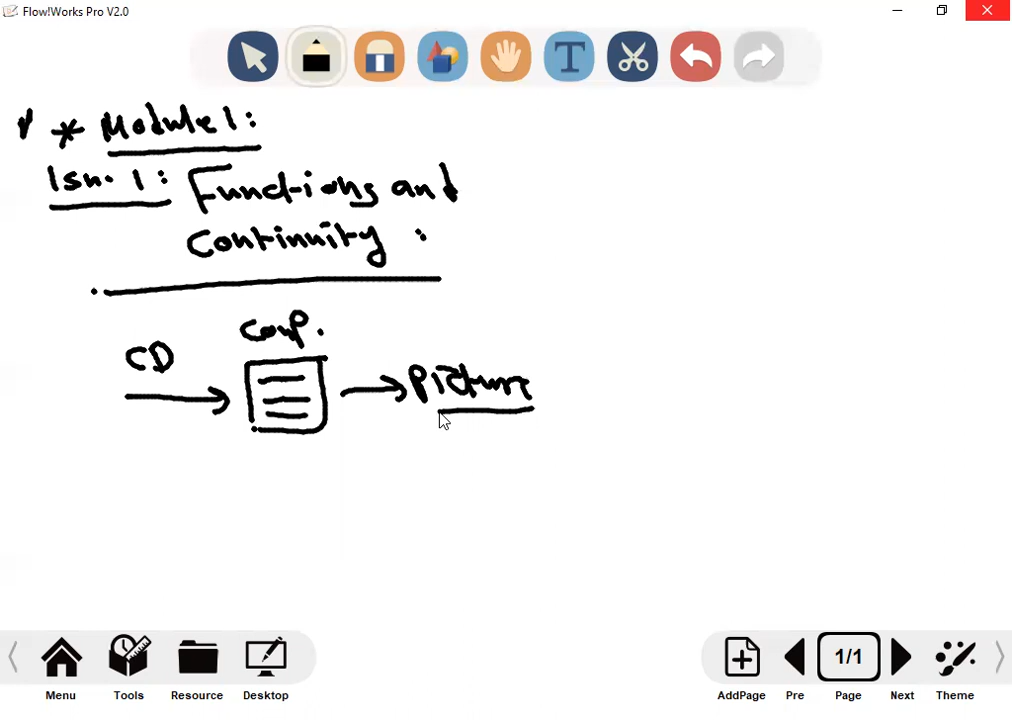 Flow!Works Pro V2.0
* Module 1:
lsn. 1: Functions and
Continuity :
Comp.
CD
Picture
1/1
Menu Tools Resource Desktop AddPage Pre Page Next Theme